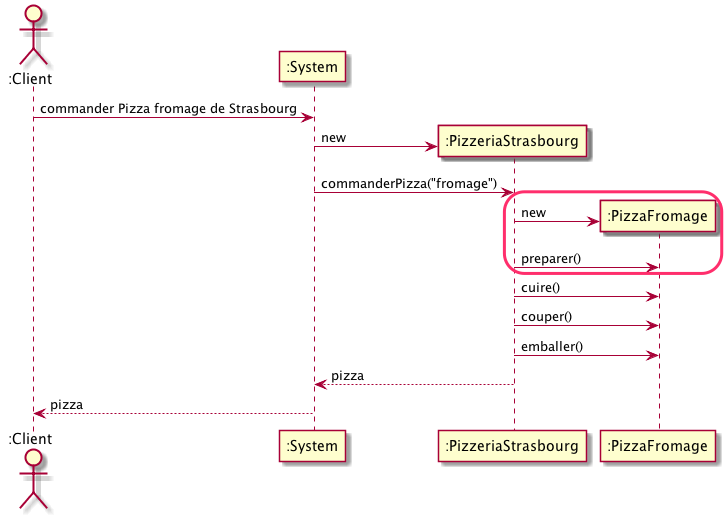 :Client
:System
commander Pizza fromage de Strasbourg
new
:PizzeriaStrasbourg
commanderPizza("fromage")
new
:PizzaFromage
preparer()
cuire()
couper()
emballer()
pizza
pizza
:Client
:System
:PizzeriaStrasbourg
:PizzaFromage